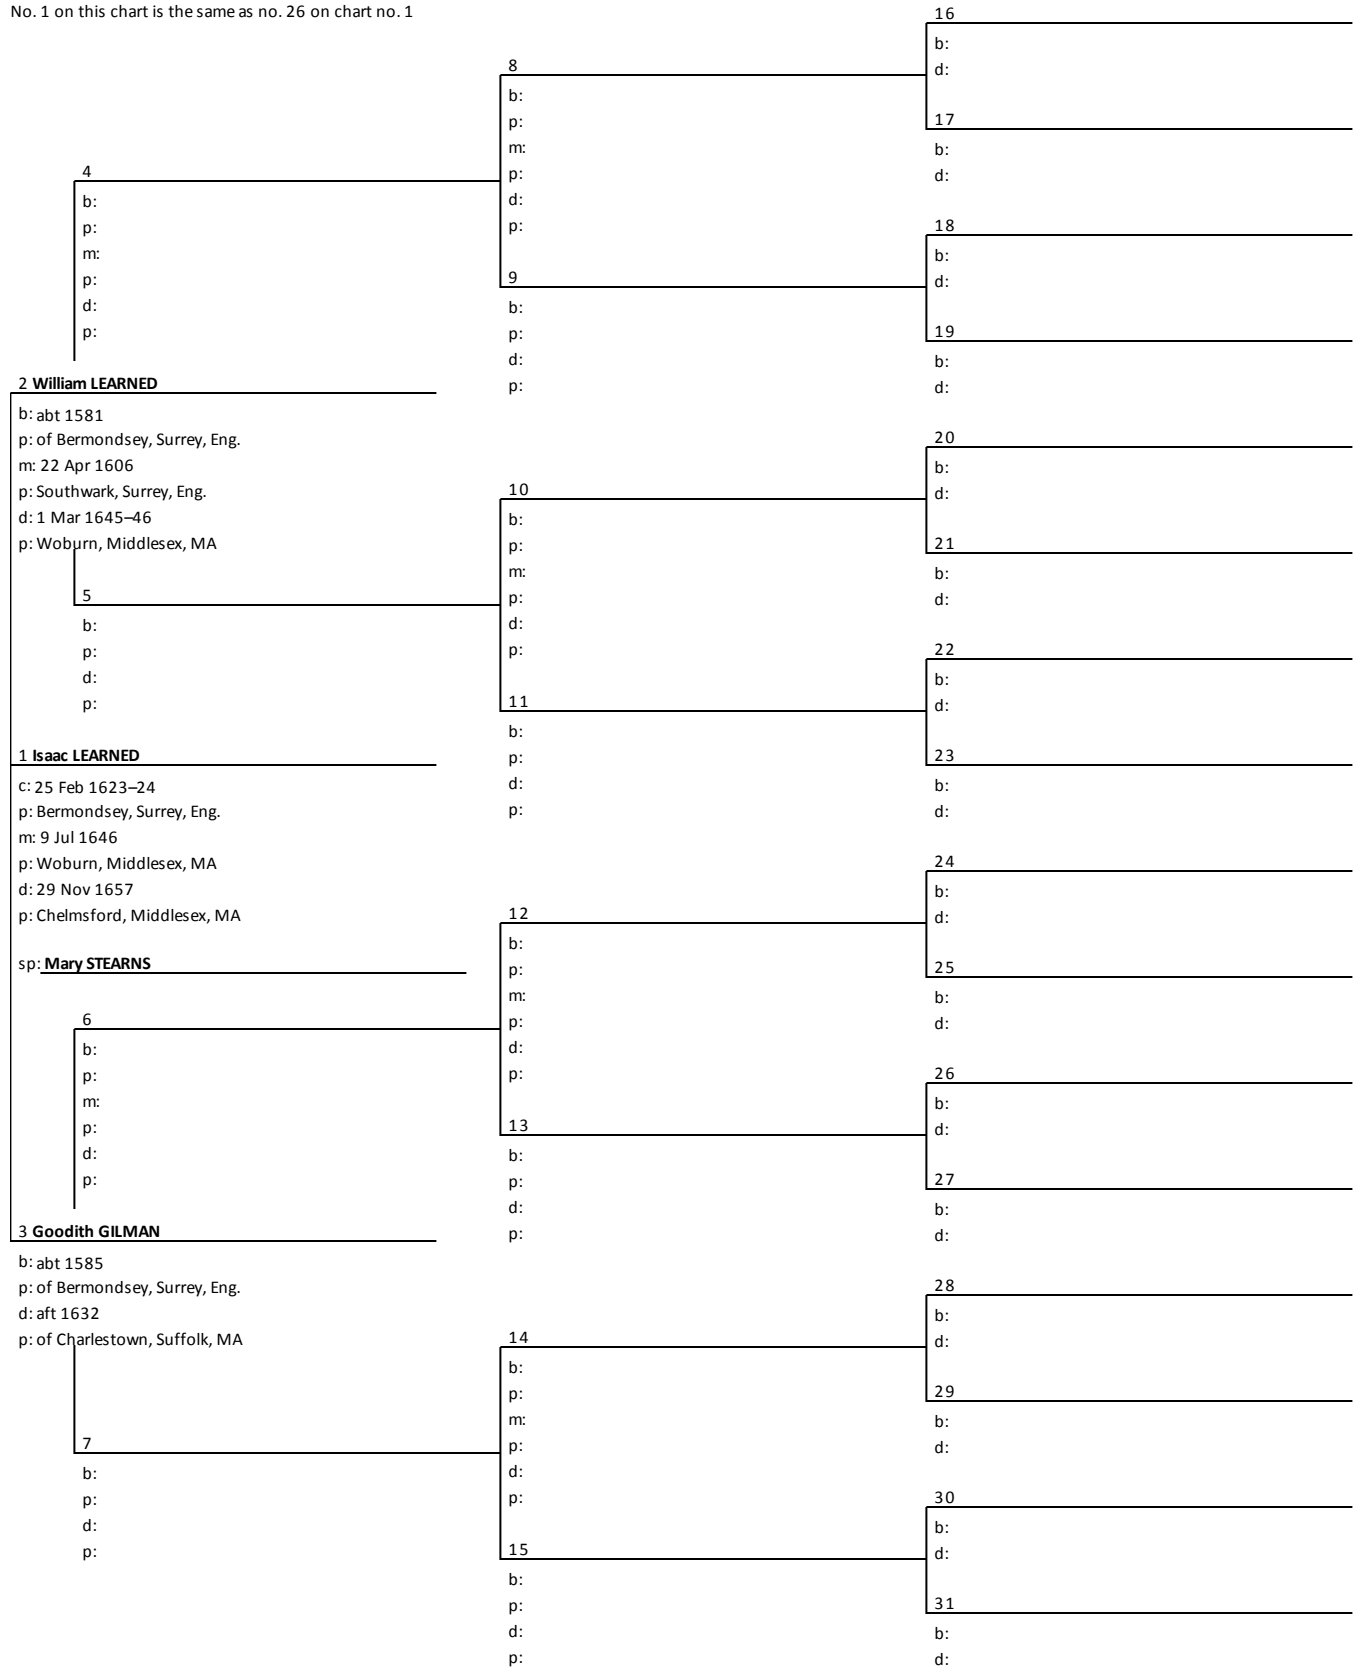 No. 1 on this chart is the same as no. 26 on chart no. 1
4
b:
p:
m:
p:
d:
p:
2 William LEARNED
b: abt 1581
p: of Bermondsey, Surrey, Eng.
m: 22 Apr 1606
p: Southwark, Surrey, Eng.
d: 1 Mar 1645–46
p: Woburn, Middlesex, MA
5
b:
p:
d:
p:
1 Isaac LEARNED
c: 25 Feb 1623–24
p: Bermondsey, Surrey, Eng.
m: 9 Jul 1646
p: Woburn, Middlesex, MA
d: 29 Nov 1657
p: Chelmsford, Middlesex, MA
sp: Mary STEARNS
6
b:
p:
m:
p:
d:
p:
3 Goodith GILMAN
b: abt 1585
p: of Bermondsey, Surrey, Eng.
d: aft 1632
p: of Charlestown, Suffolk, MA
7
b:
p:
d:
p:
8
b:
p:
m:
p:
d:
p:
9
b:
p:
d:
p:
10
b:
p:
m:
p:
d:
p:
11
b:
p:
d:
p:
12
b:
p:
m:
p:
d:
p:
13
b:
p:
d:
p:
14
b:
p:
m:
p:
d:
p:
15
b:
p:
d:
p:
16
b:
d:
17
b:
d:
18
b:
d:
19
b:
d:
20
b:
d:
21
b:
d:
22
b:
d:
23
b:
d:
24
b:
d:
25
b:
d:
26
b:
d:
27
b:
d:
28
b:
d:
29
b:
d:
30
b:
d:
31
b:
d: